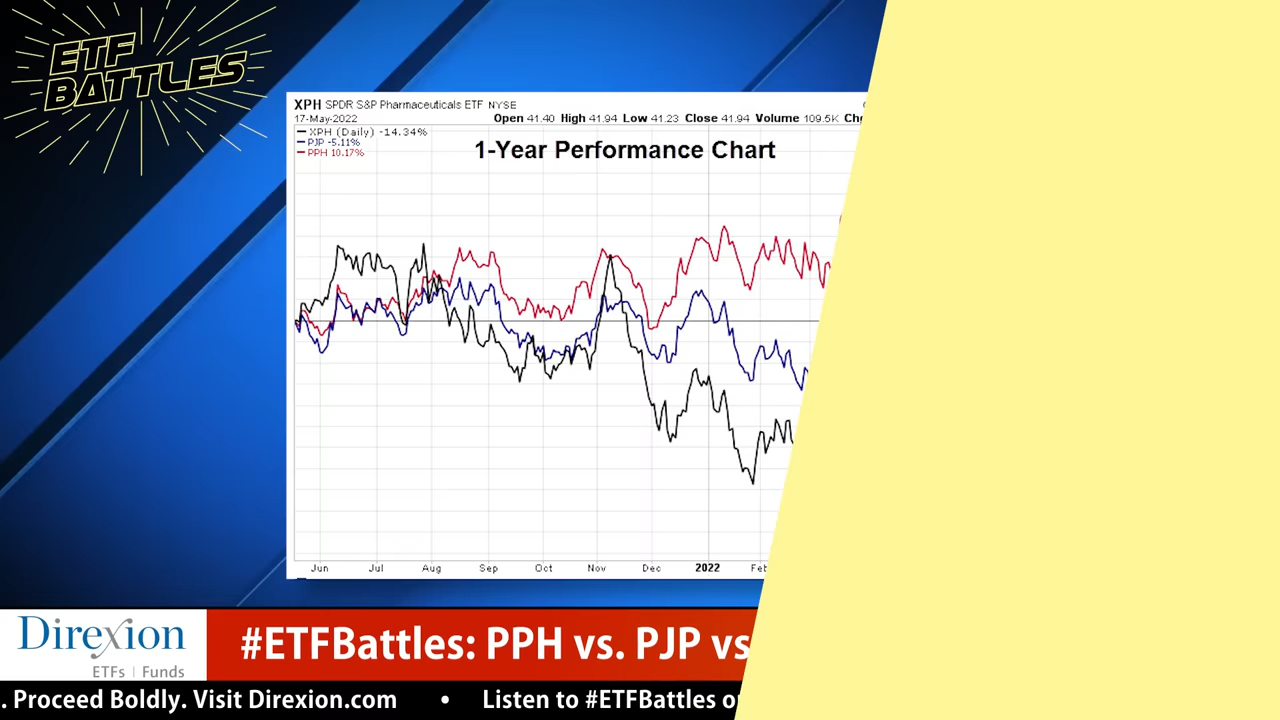 ETF
BATTLES
XPH SPDR S&P Pharmaceuticals ETF NYSE
17-May-2022 Open 41.40 High 41.94 Low 41.23 Close 41.94 Volume 109.5K Chg
XPH (Daily) -14.34%
PJP -5.11%
PPH 10.17%
1-Year Performance Chart
Jun Jul Aug Sep Oct Nov Dec 2022 Feb
Direxion
ETFs | Funds
#ETFBattles: PPH vs. PJP vs
. Proceed Boldly. Visit Direxion.com • Listen to #ETFBattles